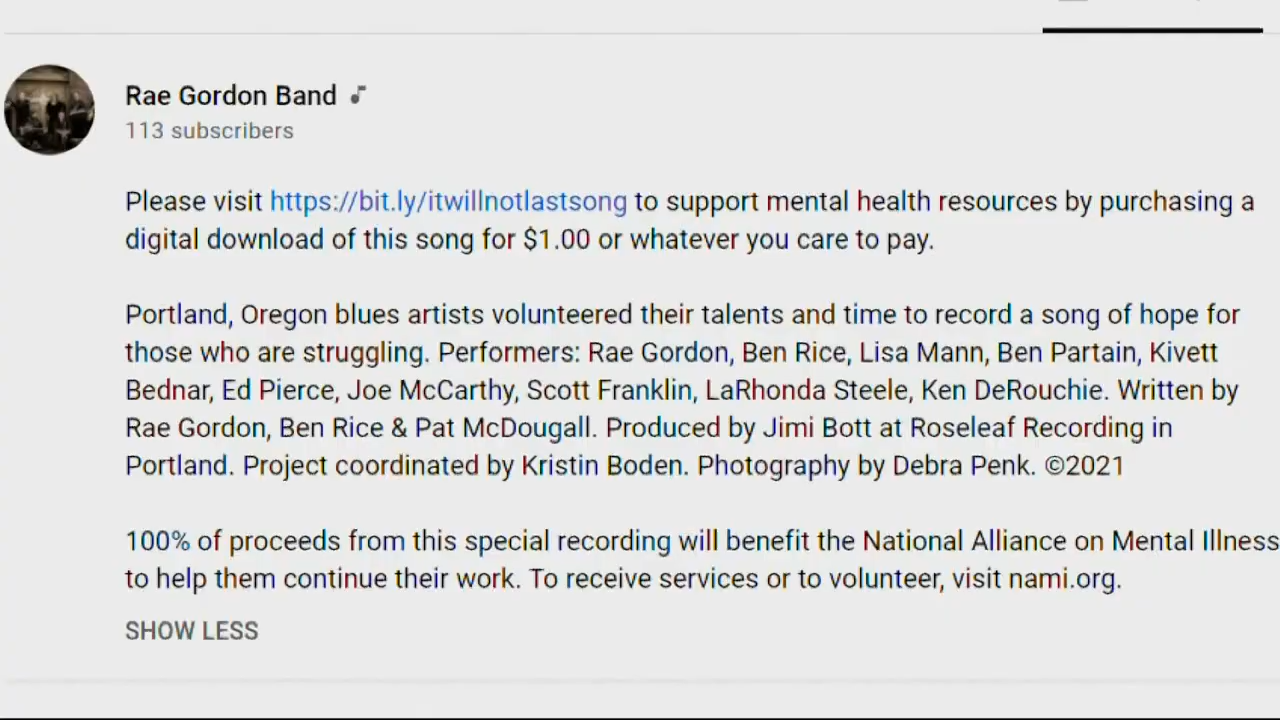 Rae Gordon Band
113 subscribers
Please visit https://bit.ly/itwillnotlastsong to support mental health resources by purchasing a
digital download of this song for $1.00 or whatever you care to pay.
Portland, Oregon blues artists volunteered their talents and time to record a song of hope for
those who are struggling. Performers: Rae Gordon, Ben Rice, Lisa Mann, Ben Partain, Kivett
Bednar, Ed Pierce, Joe McCarthy, Scott Franklin, LaRhonda Steele, Ken DeRouchie. Written by
Rae Gordon, Ben Rice & Pat McDougall. Produced by Jimi Bott at Roseleaf Recording in
Portland. Project coordinated by Kristin Boden. Photography by Debra Penk. ©2021
100% of proceeds from this special recording will benefit the National Alliance on Mental Illness
to help them continue their work. To receive services or to volunteer, visit nami.org.
SHOW LESS